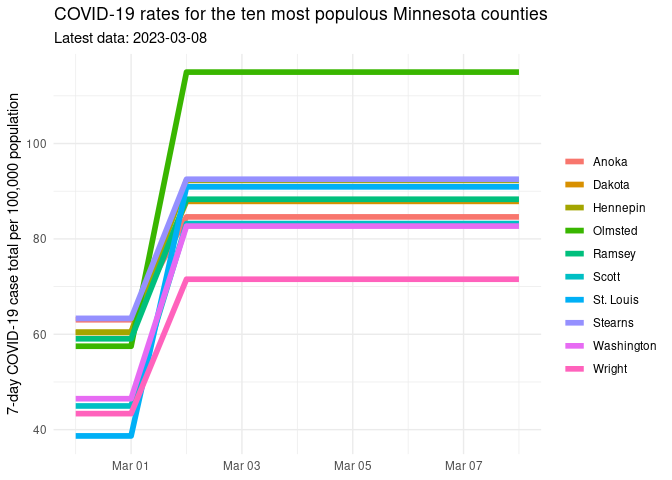 COVID-19 rates for the ten most populous Minnesota counties
Latest data: 2023-03-08
7-day COVID-19 case total per 100,000 population
100
80
60
40
Mar 01
Mar 03
Mar 05
Mar 07
Anoka
Dakota
Hennepin
Olmsted
Ramsey
Scott
St. Louis
Stearns
Washington
Wright